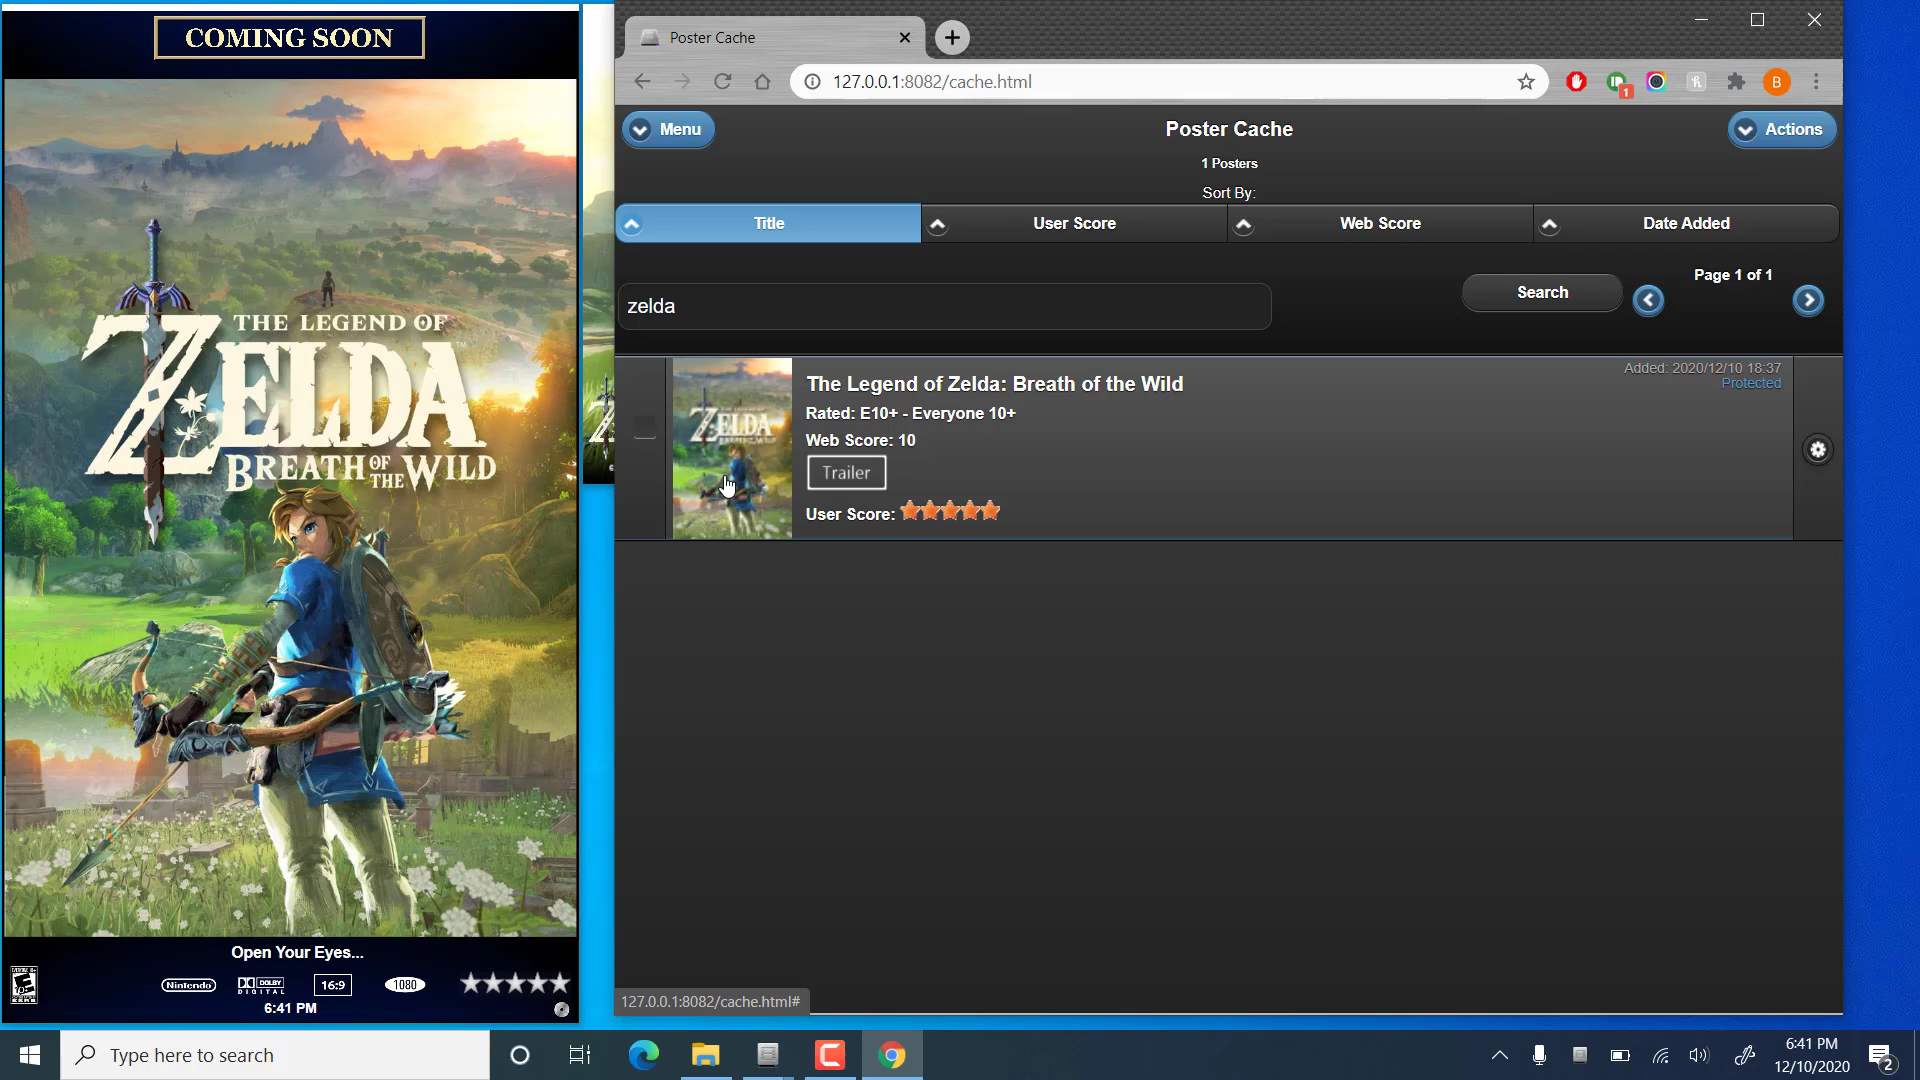 COMING SOON
THE LEGEND OF
ZELDA
BREATH OF THE WILD
Open Your Eyes...
Nintendo
DOLBY
DIGITAL
16:9
1080
6:41 PM
Poster Cache
127.0.0.1:8082/cache.html
1
B
Menu
Poster Cache
Actions
1 Posters
Sort By:
Title
User Score
Web Score
Date Added
zelda
Search
Page 1 of 1
The Legend of Zelda: Breath of the Wild
Added: 2020/12/10 18:37
Protected
Rated: E10+ - Everyone 10+
Web Score: 10
Trailer
User Score:
127.0.0.1:8082/cache.html#
Type here to search
6:41 PM
12/10/2020
2